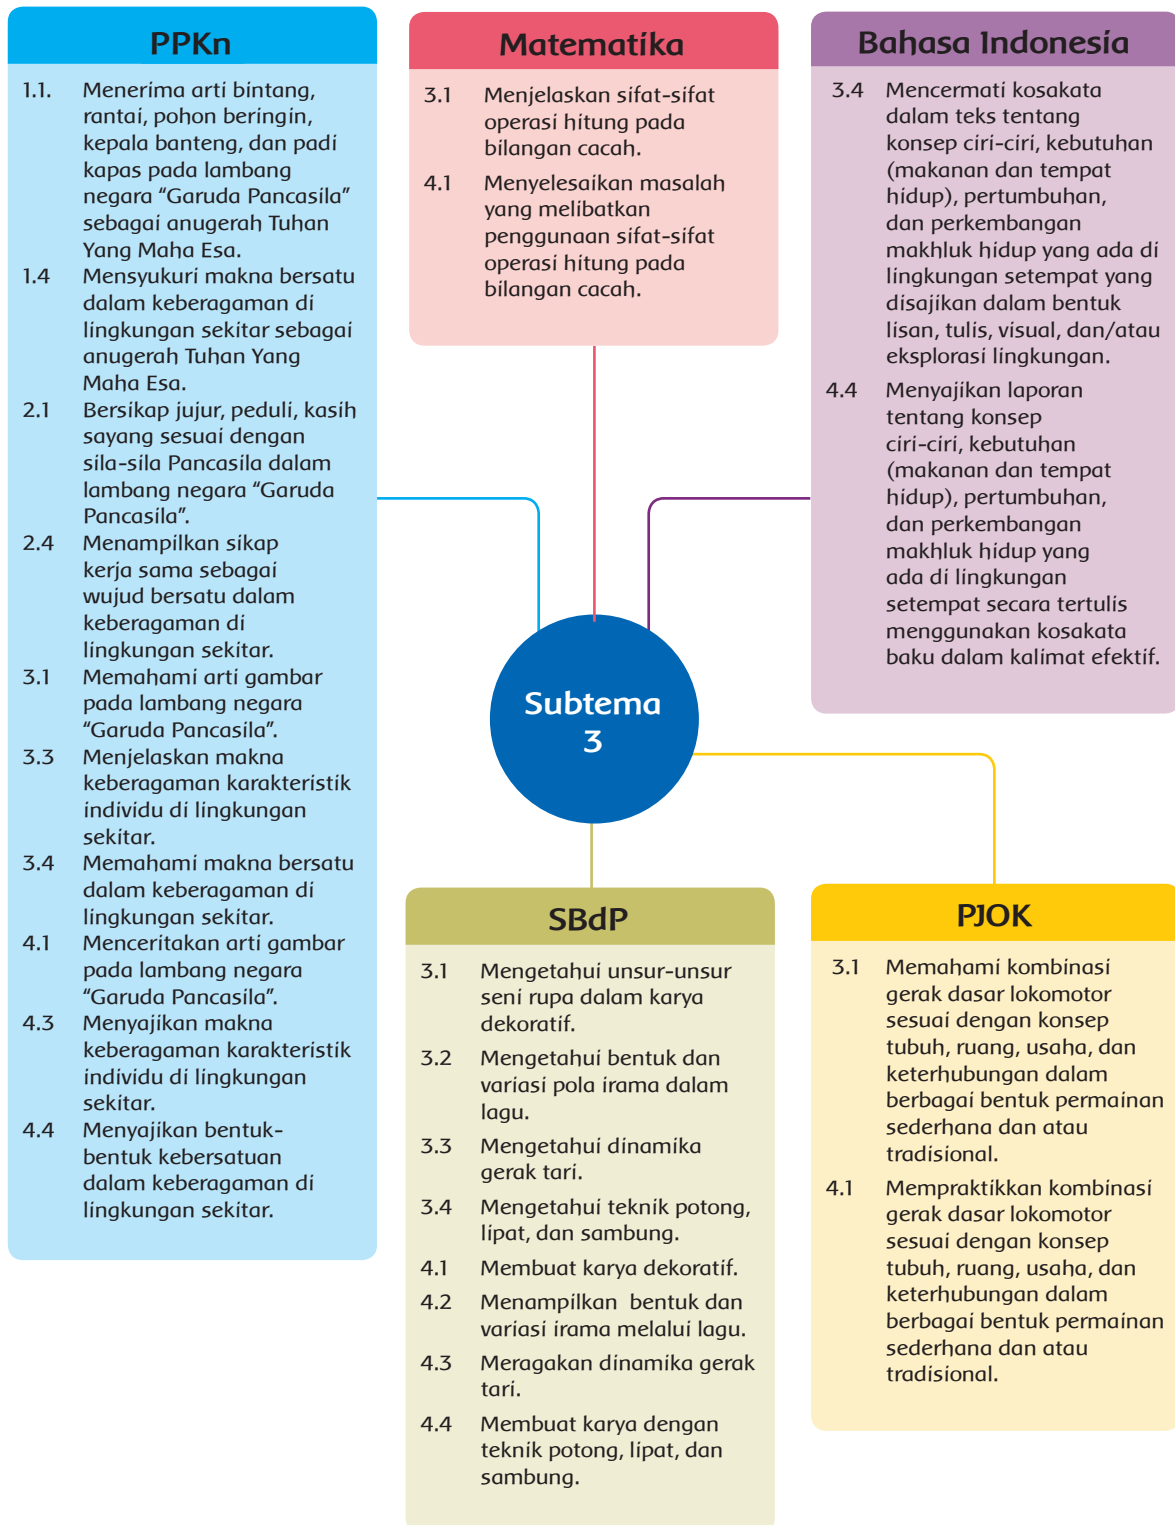 PPKn
1.1. Menerima arti bintang,
rantai, pohon beringin,
kepala banteng, dan padi
kapas pada lambang
negara “Garuda Pancasila”
sebagai anugerah Tuhan
Yang Maha Esa.
1.4 Mensyukuri makna bersatu
dalam keberagaman di
lingkungan sekitar sebagai
anugerah Tuhan Yang
Maha Esa.
2.1 Bersikap jujur, peduli, kasih
sayang sesuai dengan
sila-sila Pancasila dalam
lambang negara “Garuda
Pancasila”.
2.4 Menampilkan sikap
kerja sama sebagai
wujud bersatu dalam
keberagaman di
lingkungan sekitar.
3.1 Memahami arti gambar
pada lambang negara
“Garuda Pancasila”.
3.3 Menjelaskan makna
keberagaman karakteristik
individu di lingkungan
sekitar.
3.4 Memahami makna bersatu
dalam keberagaman di
lingkungan sekitar.
4.1 Menceritakan arti gambar
pada lambang negara
“Garuda Pancasila”.
4.3 Menyajikan makna
keberagaman karakteristik
individu di lingkungan
sekitar.
4.4 Menyajikan bentuk-
bentuk kebersatuan
dalam keberagaman di
lingkungan sekitar.
Matematika
3.1 Menjelaskan sifat-sifat
operasi hitung pada
bilangan cacah.
4.1 Menyelesaikan masalah
yang melibatkan
penggunaan sifat-sifat
operasi hitung pada
bilangan cacah.
Bahasa Indonesia
3.4 Mencermati kosakata
dalam teks tentang
konsep ciri-ciri, kebutuhan
(makanan dan tempat
hidup), pertumbuhan,
dan perkembangan
makhluk hidup yang ada di
lingkungan setempat yang
disajikan dalam bentuk
lisan, tulis, visual, dan/atau
eksplorasi lingkungan.
4.4 Menyajikan laporan
tentang konsep
ciri-ciri, kebutuhan
(makanan dan tempat
hidup), pertumbuhan,
dan perkembangan
makhluk hidup yang
ada di lingkungan
setempat secara tertulis
menggunakan kosakata
baku dalam kalimat efektif.
Subtema
3
SBdP
3.1 Mengetahui unsur-unsur
seni rupa dalam karya
dekoratif.
3.2 Mengetahui bentuk dan
variasi pola irama dalam
lagu.
3.3 Mengetahui dinamika
gerak tari.
3.4 Mengetahui teknik potong,
lipat, dan sambung.
4.1 Membuat karya dekoratif.
4.2 Menampilkan bentuk dan
variasi irama melalui lagu.
4.3 Meragakan dinamika gerak
tari.
4.4 Membuat karya dengan
teknik potong, lipat, dan
sambung.
PJOK
3.1 Memahami kombinasi
gerak dasar lokomotor
sesuai dengan konsep
tubuh, ruang, usaha, dan
keterhubungan dalam
berbagai bentuk permainan
sederhana dan atau
tradisional.
4.1 Mempraktikkan kombinasi
gerak dasar lokomotor
sesuai dengan konsep
tubuh, ruang, usaha, dan
keterhubungan dalam
berbagai bentuk permainan
sederhana dan atau
tradisional.